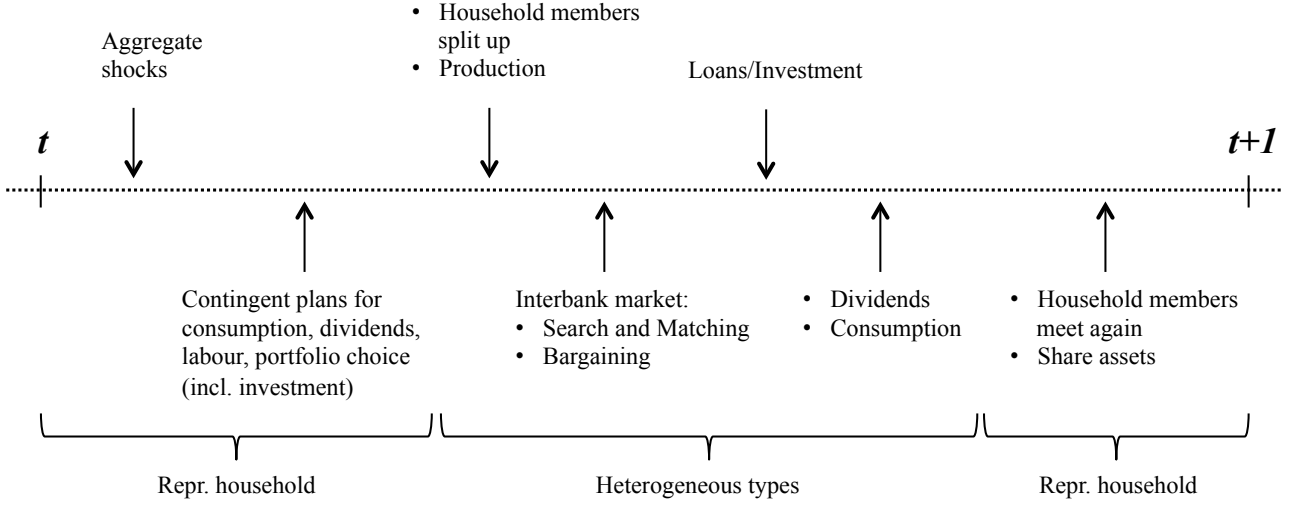 • Household members
split up
• Production
Aggregate
shocks
Loans/Investment
t
t+1
Contingent plans for
consumption, dividends,
labour, portfolio choice
(incl. investment)
Interbank market:
• Search and Matching
• Bargaining
• Dividends
• Consumption
• Household members
meet again
• Share assets
Repr. household
Heterogeneous types
Repr. household